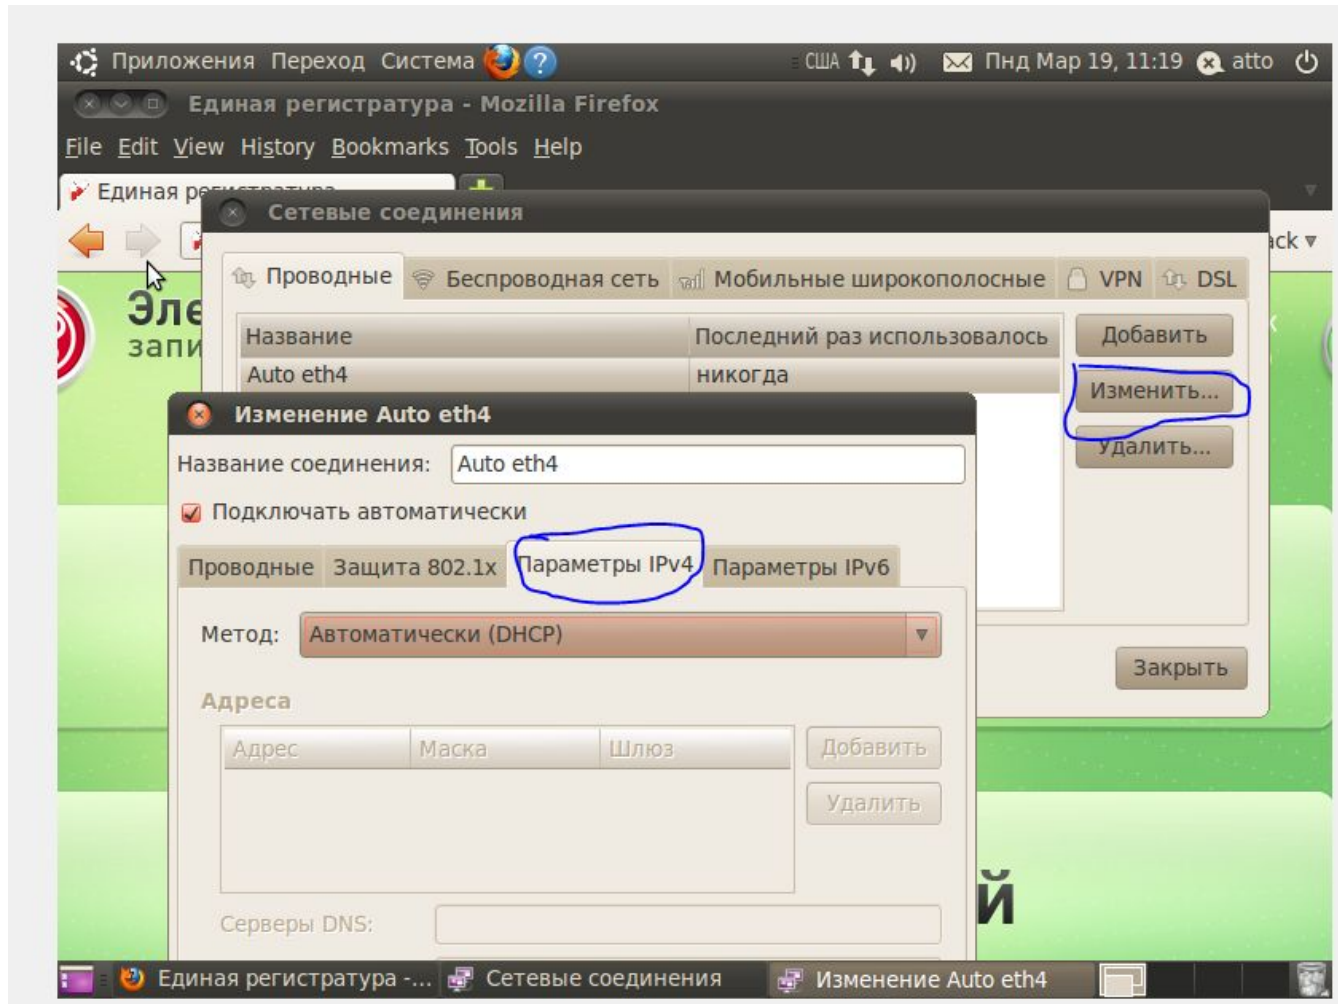 Приложения Переход Система США Пнд Мар 19, 11:19 atto
Единая регистратура - Mozilla Firefox
File Edit View History Bookmarks Tools Help
Единая
Сетевые соединения
ack
Проводные Беспроводная сеть Мобильные широкополосные VPN DSL
Эле
запи
Название Последний раз использовалось Добавить
Auto eth4 никогда
Изменить...
Удалить...
Изменение Auto eth4
Название соединения: Auto eth4
Подключать автоматически
Проводные Защита 802.1x Параметры IPv4 Параметры IPv6
Метод: Автоматически (DHCP)
Закрыть
Адреса
Адрес Маска Шлюз Добавить
Удалить
й
Серверы DNS:
Единая регистратура -... Сетевые соединения Изменение Auto eth4